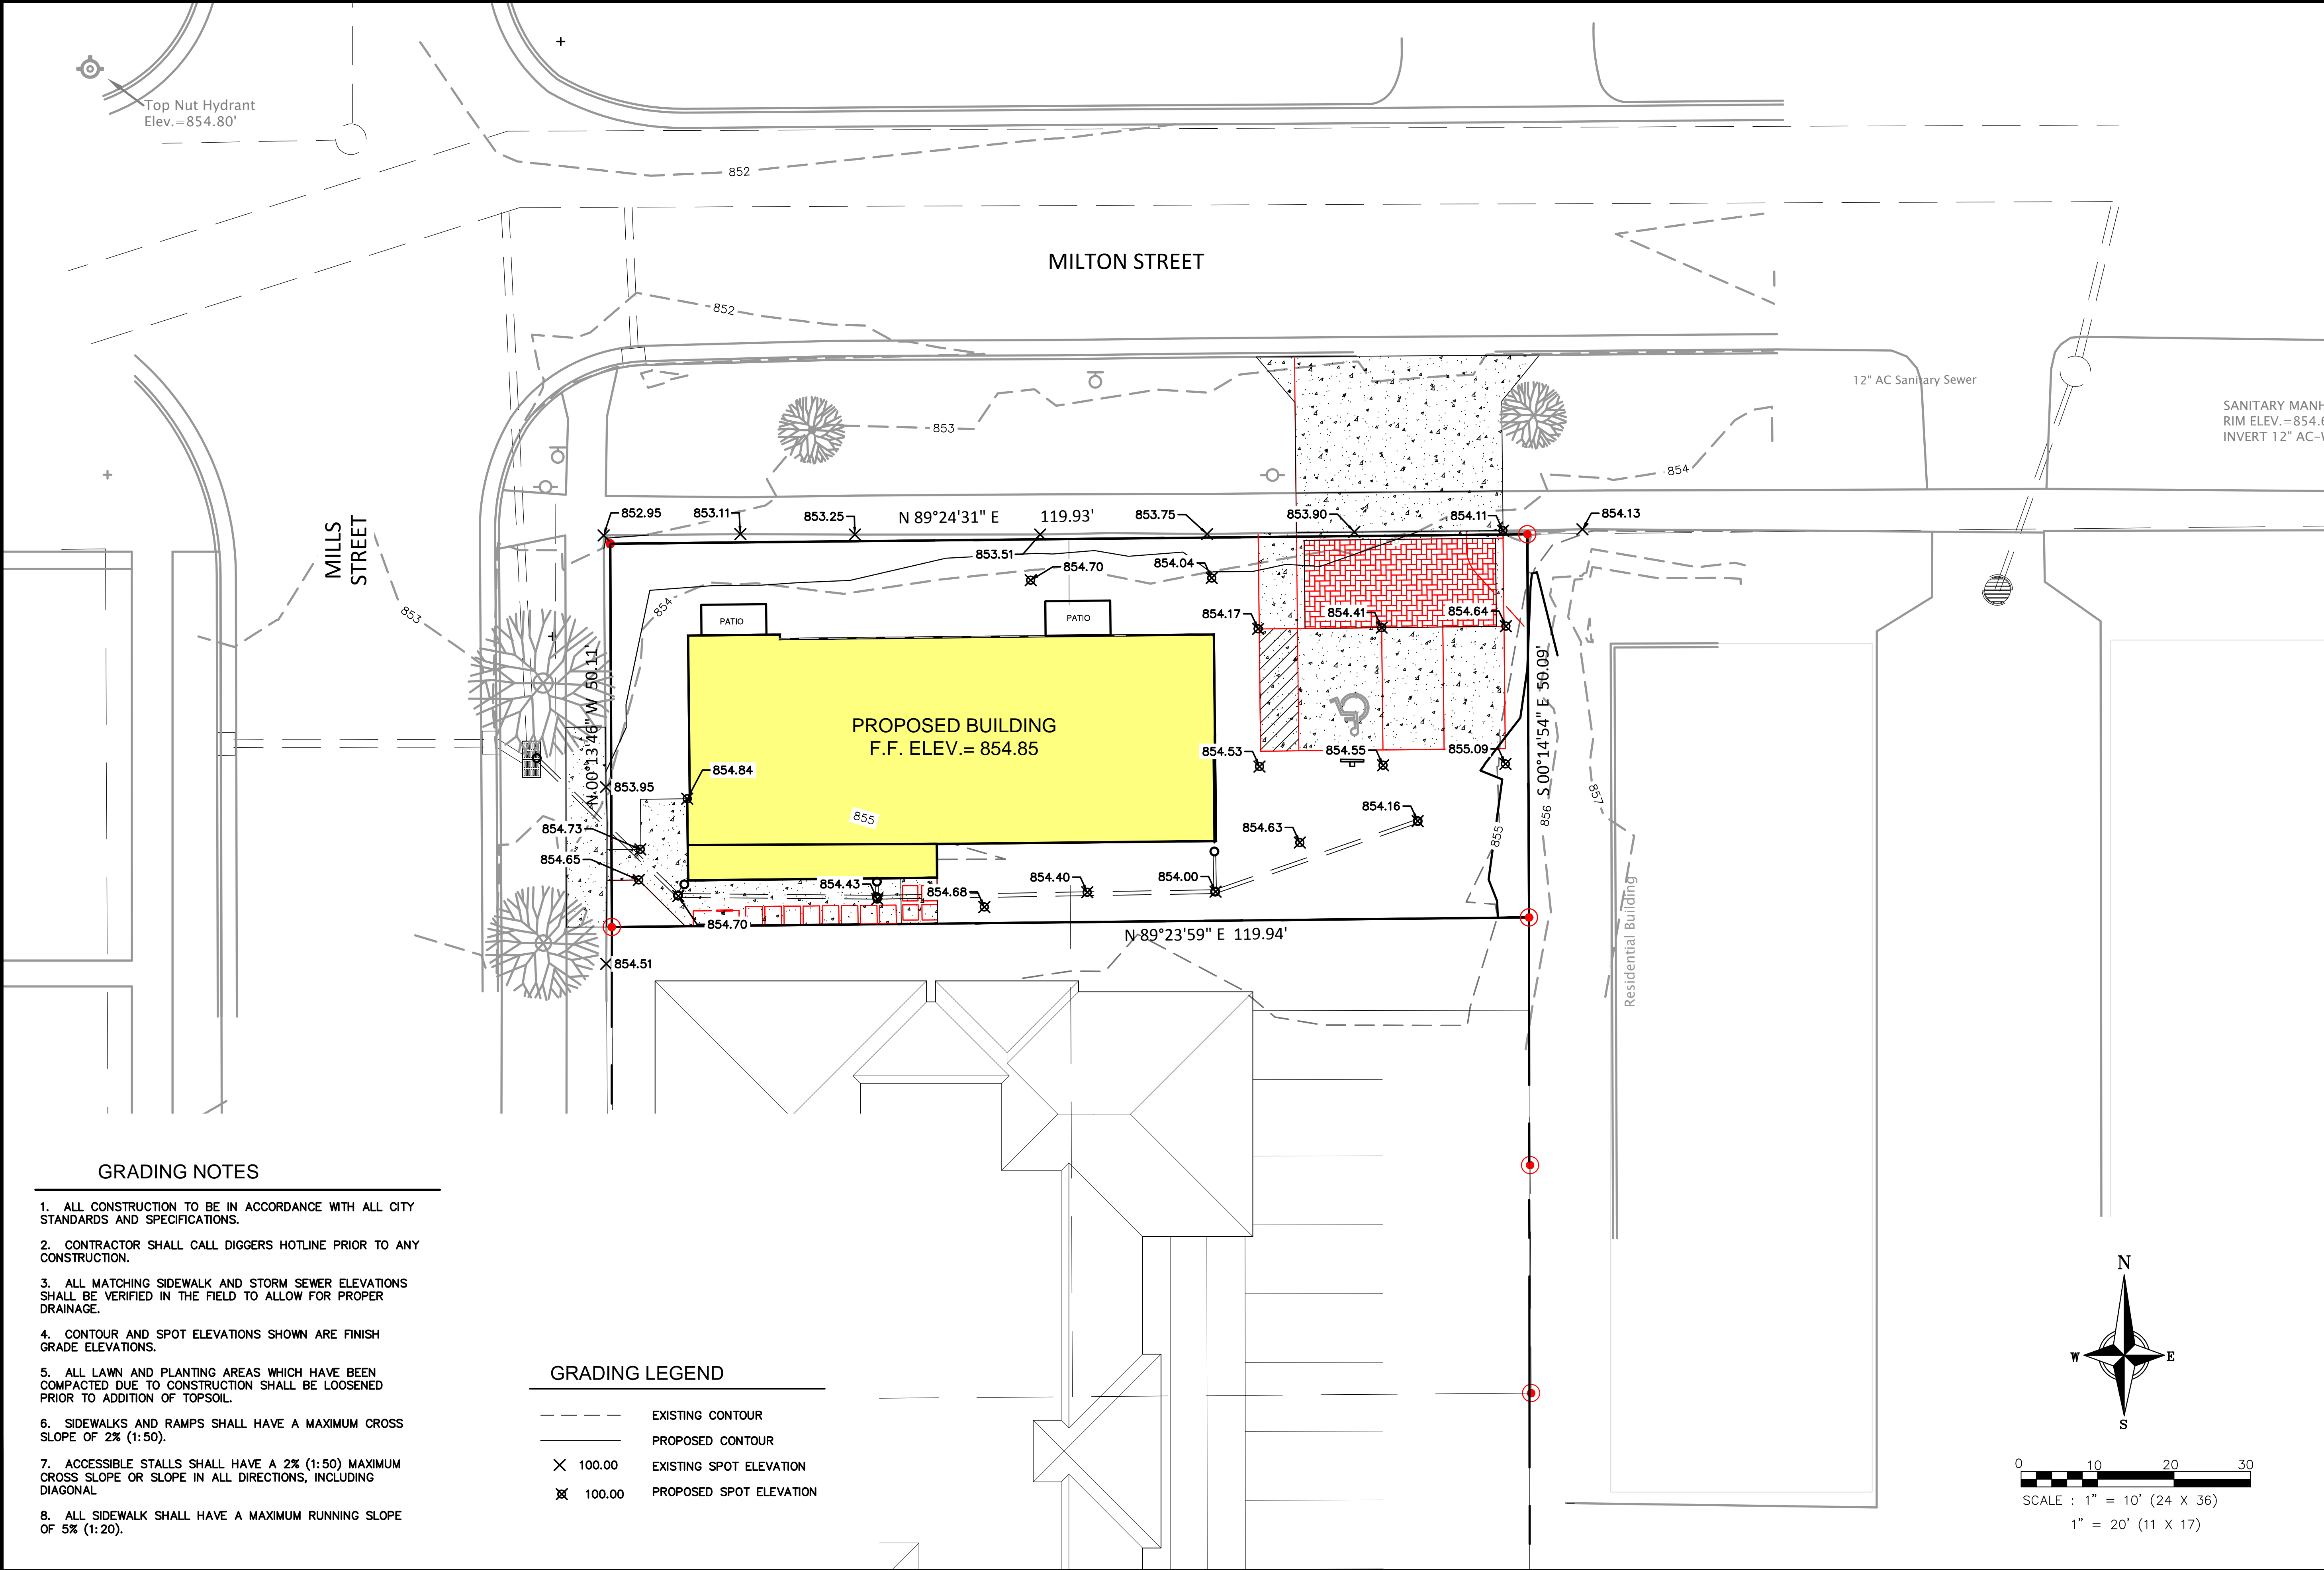 Top Nut Hydrant
Elev.=854.80'
852
MILTON STREET
852
12" AC Sanitary Sewer
SANITARY MANH
RIM ELEV.=854.6
INVERT 12" AC-W
853
854
MILLS
STREET
852.95
853.11
853.25
N 89°24'31" E 119.93'
853.75
853.90
854.11
854.13
853.51
854.70
854.04
853
854
PATIO
PATIO
854.17
854.41
854.64
N 00°13'46" W 50.11'
S 00°14'54" E 50.09'
PROPOSED BUILDING
F.F. ELEV.= 854.85
854.53
854.55
855.09
854.84
853.95
855
854.16
856
857
854.73
854.63
855
854.65
854.43
854.68
854.40
854.00
854.70
N 89°23'59" E 119.94'
Residential Building
854.51
GRADING NOTES
1. ALL CONSTRUCTION TO BE IN ACCORDANCE WITH ALL CITY
STANDARDS AND SPECIFICATIONS.
2. CONTRACTOR SHALL CALL DIGGERS HOTLINE PRIOR TO ANY
CONSTRUCTION.
3. ALL MATCHING SIDEWALK AND STORM SEWER ELEVATIONS
SHALL BE VERIFIED IN THE FIELD TO ALLOW FOR PROPER
DRAINAGE.
4. CONTOUR AND SPOT ELEVATIONS SHOWN ARE FINISH
GRADE ELEVATIONS.
5. ALL LAWN AND PLANTING AREAS WHICH HAVE BEEN
COMPACTED DUE TO CONSTRUCTION SHALL BE LOOSENED
PRIOR TO ADDITION OF TOPSOIL.
6. SIDEWALKS AND RAMPS SHALL HAVE A MAXIMUM CROSS
SLOPE OF 2% (1:50).
7. ACCESSIBLE STALLS SHALL HAVE A 2% (1:50) MAXIMUM
CROSS SLOPE OR SLOPE IN ALL DIRECTIONS, INCLUDING
DIAGONAL
8. ALL SIDEWALK SHALL HAVE A MAXIMUM RUNNING SLOPE
OF 5% (1:20).
GRADING LEGEND
EXISTING CONTOUR
PROPOSED CONTOUR
100.00 EXISTING SPOT ELEVATION
100.00 PROPOSED SPOT ELEVATION
N
W E
S
0 10 20 30
SCALE : 1" = 10' (24 X 36)
1" = 20' (11 X 17)